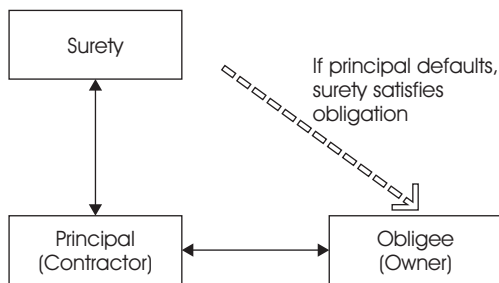 Surety
If principal defaults,
surety satisfies
obligation
Principal
(Contractor)
Obligee
(Owner)